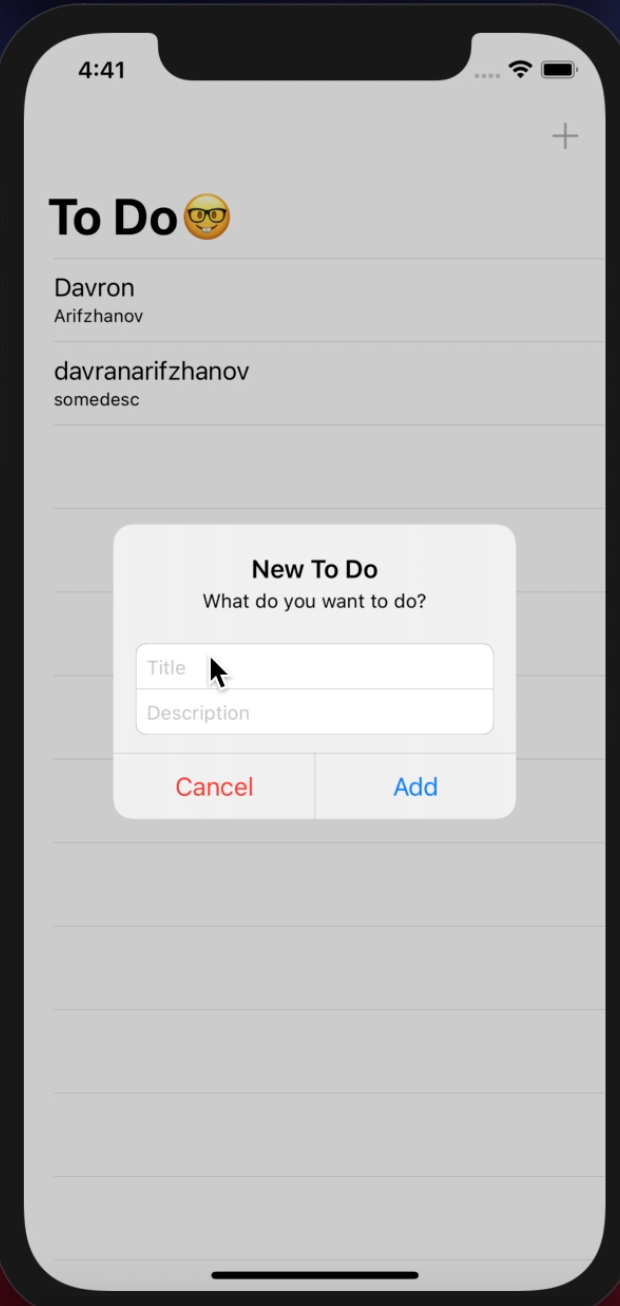 4:41
To Do🤓
Davron
Arifzhanov
davranarifzhanov
somedesc
New To Do
What do you want to do?
Title
Description
Cancel
Add